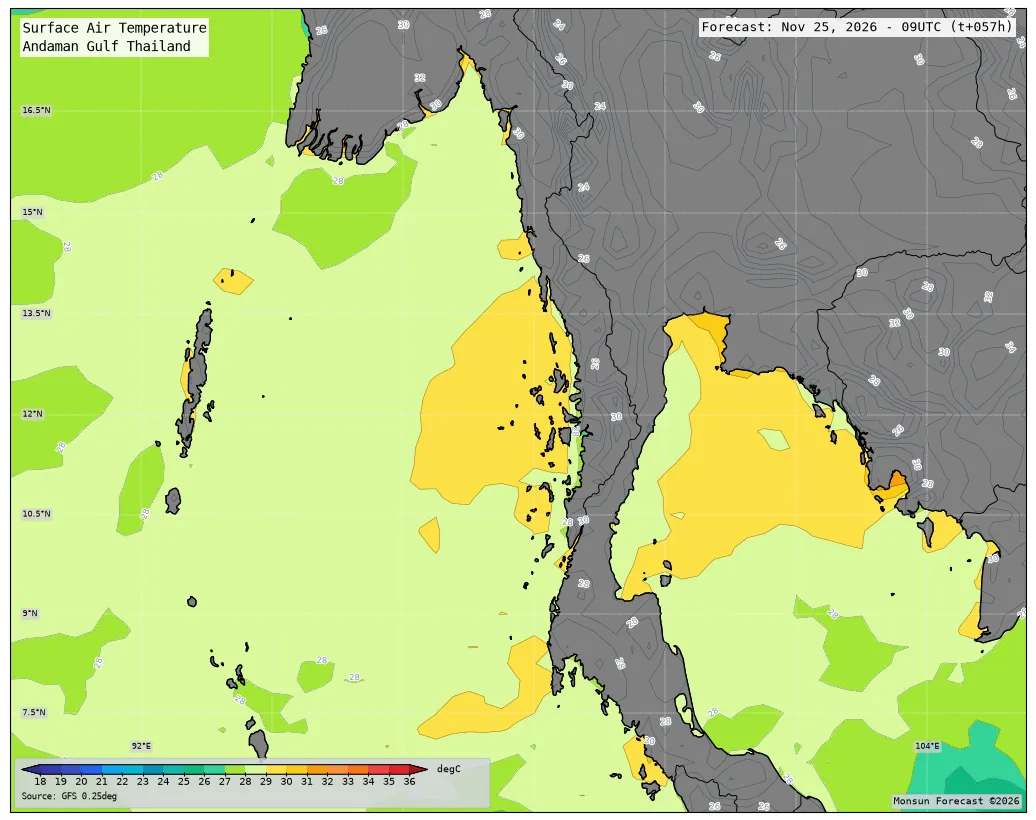 Surface Air Temperature
Andaman Gulf Thailand
Forecast: Nov 25, 2026 - 09UTC (t+057h)
16.5°N
15°N
13.5°N
12°N
10.5°N
9°N
7.5°N
92°E
104°E
degC
18 19 20 21 22 23 24 25 26 27 28 29 30 31 32 33 34 35 36
Source: GFS 0.25deg
Monsun Forecast ©2026